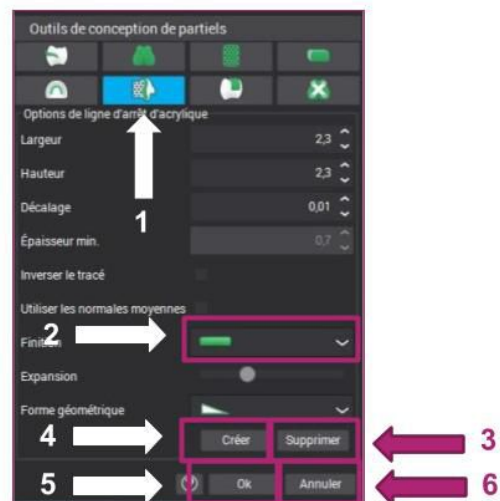 Outils de conception de partiels
Options de ligne d'arrêt d'acrylique
Largeur 2,3
Hauteur 2,3
Décalage 0,01
1
Épaisseur min. 0,7
Inverser le tracé
Utiliser les normales moyennes
2
Finition
Expansion
Forme géométrique
4 Créer Supprimer 3
5 Ok Annuler 6